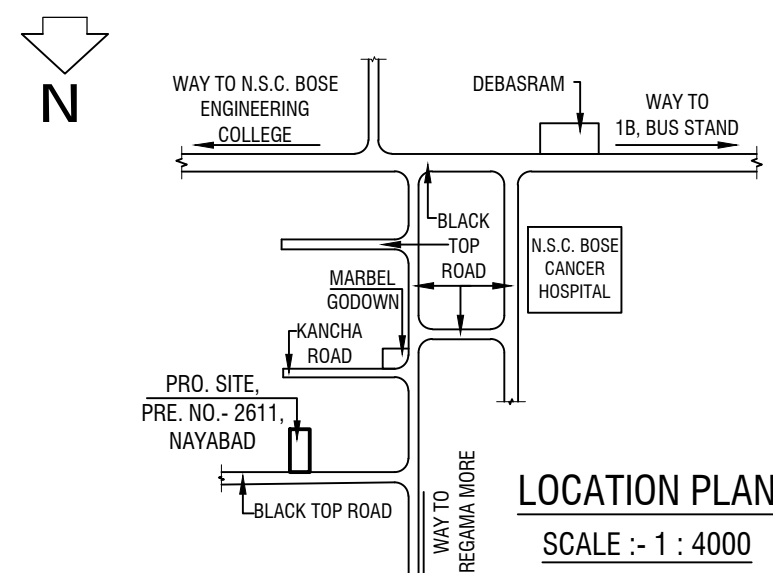 N
WAY TO N.S.C. BOSE
ENGINEERING
COLLEGE
DEBASRAM
WAY TO
1B, BUS STAND
BLACK
TOP
ROAD
N.S.C. BOSE
CANCER
HOSPITAL
MARBEL
GODOWN
KANCHA
ROAD
PRO. SITE,
PRE. NO.- 2611,
NAYABAD
BLACK TOP ROAD
WAY TO
REGAMA MORE
LOCATION PLAN
SCALE :- 1 : 4000